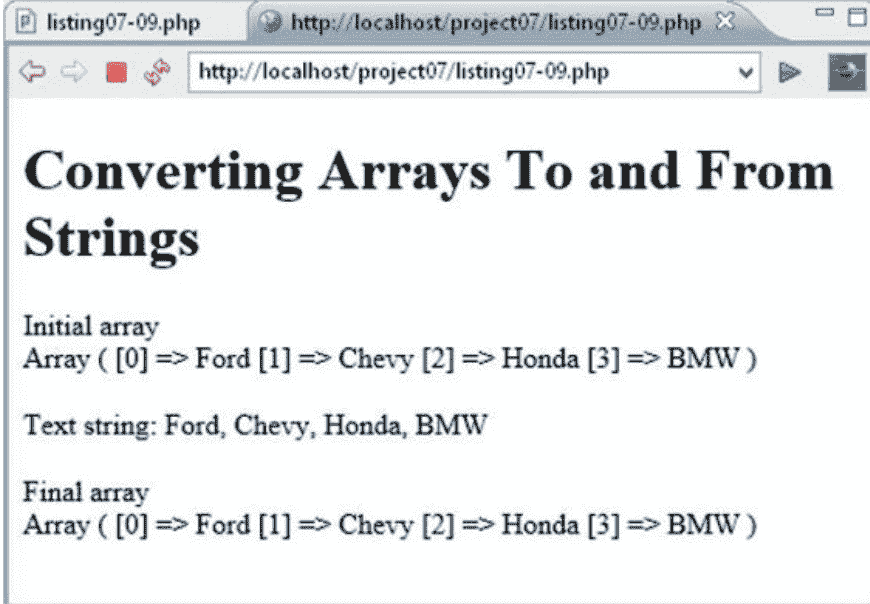 listing07-09.php
http://localhost/project07/listing07-09.php
http://localhost/project07/listing07-09.php
Converting Arrays To and From
Strings
Initial array
Array ( [0] => Ford [1] => Chevy [2] => Honda [3] => BMW )
Text string: Ford, Chevy, Honda, BMW
Final array
Array ( [0] => Ford [1] => Chevy [2] => Honda [3] => BMW )